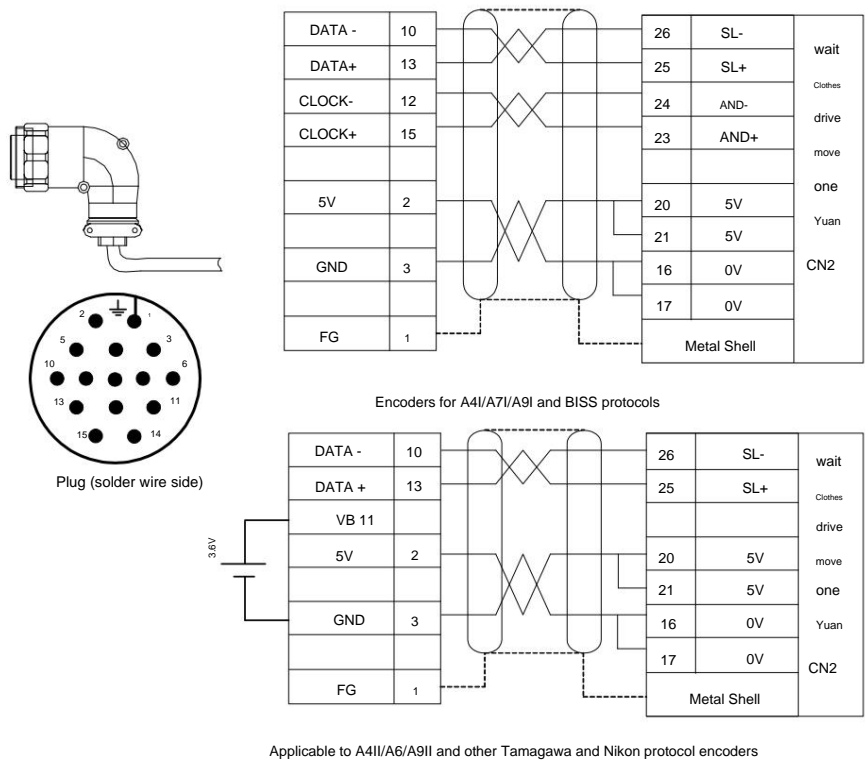 DATA - 10 26 SL-
DATA+ 13 25 SL+
CLOCK- 12 24 AND-
CLOCK+ 15 23 AND+
5V 2 20 5V
21 5V
GND 3 16 0V
17 0V
FG 1 Metal Shell
wait
Clothes
drive
move
one
Yuan
CN2
Encoders for A4I/A7I/A9I and BISS protocols
2 1
5 3
10 6
13 11
15 14
Plug (solder wire side)
DATA - 10 26 SL-
DATA + 13 25 SL+
VB 11
5V 2 20 5V
21 5V
GND 3 16 0V
17 0V
FG 1 Metal Shell
3.6V
wait
Clothes
drive
move
one
Yuan
CN2
Applicable to A4II/A6/A9II and other Tamagawa and Nikon protocol encoders